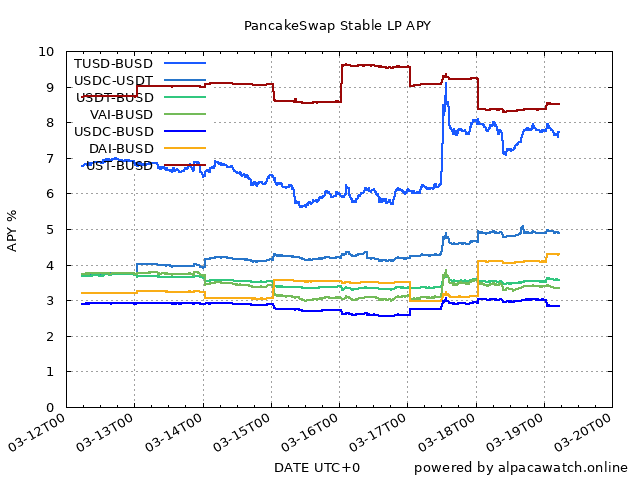 PancakeSwap Stable LP APY
10
9
8
7
6
5
4
3
2
1
0
APY %
TUSD-BUSD
USDC-USDT
USDT-BUSD
VAI-BUSD
USDC-BUSD
DAI-BUSD
UST-BUSD
03-12T00
03-13T00
03-14T00
03-15T00
03-16T00
03-17T00
03-18T00
03-19T00
03-20T00
DATE UTC+0
powered by alpacawatch.online